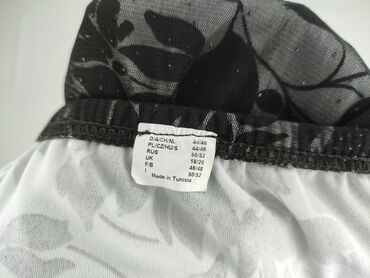 D/A/CH/NL 44/46
PL/CZ/HU/S 44/46
RUS 50/52
UK 18/20
F/B 46/48
I 50/52
Made in Tunisia